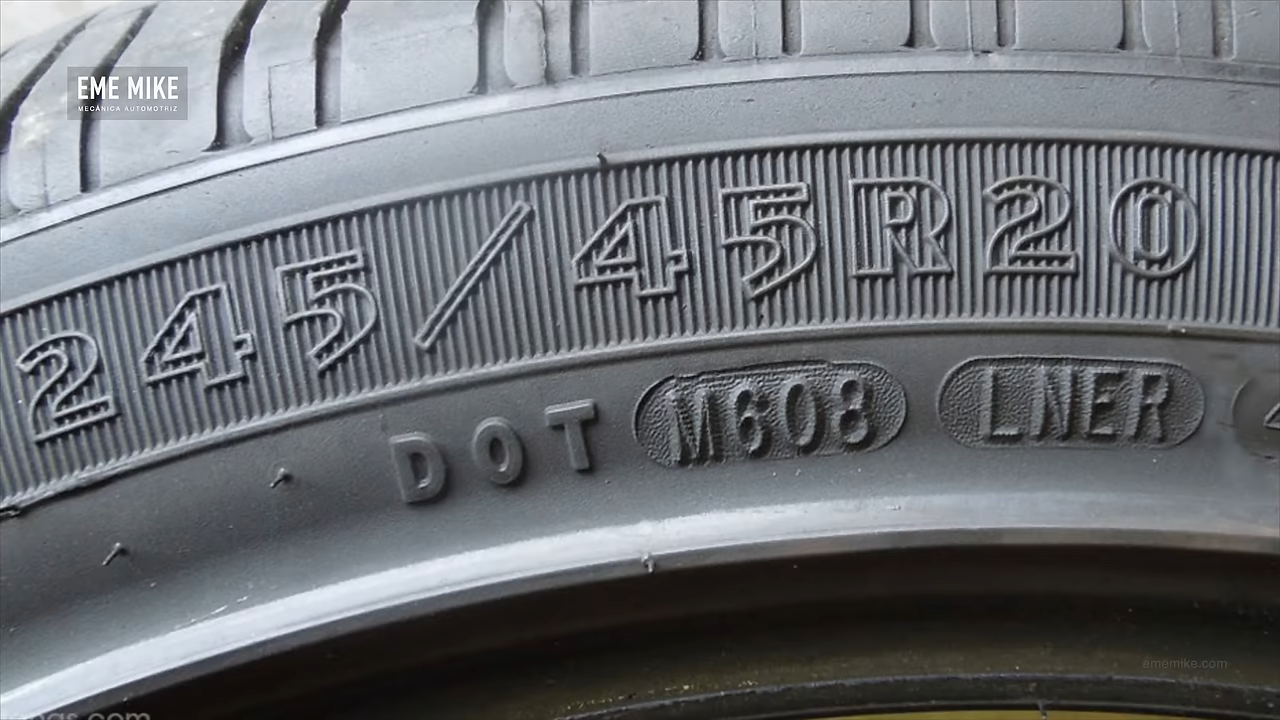 EME MIKE
MECÁNICA AUTOMOTRIZ
245/45R20
DOT M608 LNER
ememike.com